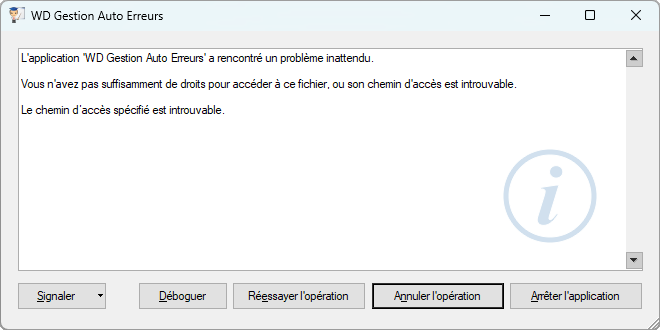 WD Gestion Auto Erreurs
L'application 'WD Gestion Auto Erreurs' a rencontré un problème inattendu.
Vous n'avez pas suffisamment de droits pour accéder à ce fichier, ou son chemin d'accès est introuvable.
Le chemin d'accès spécifié est introuvable.
Signaler
Déboguer
Réessayer l'opération
Annuler l'opération
Arrêter l'application